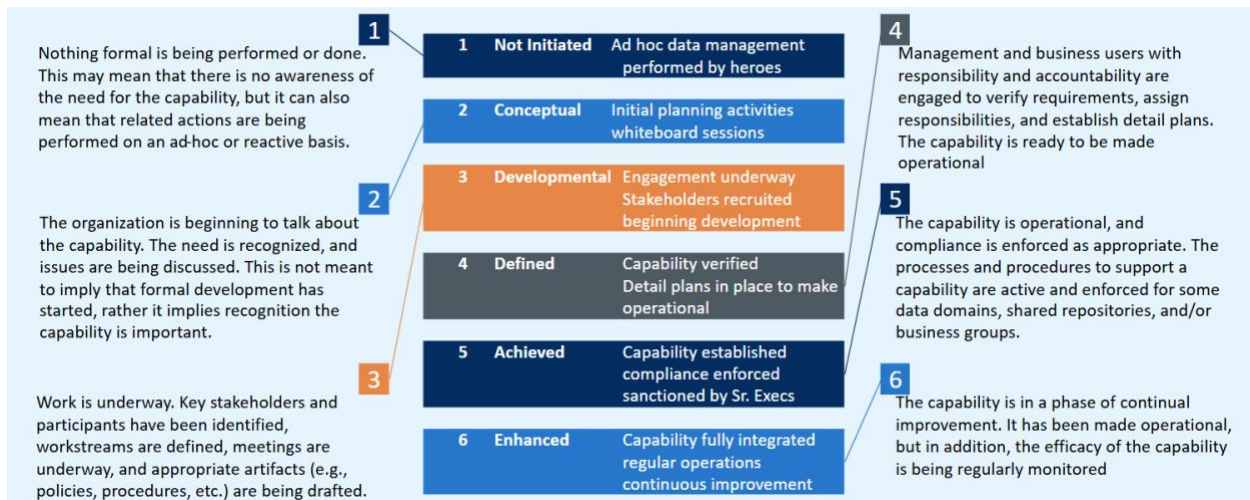 1
Nothing formal is being performed or done.
This may mean that there is no awareness of
the need for the capability, but it can also
mean that related actions are being
performed on an ad-hoc or reactive basis.
2
The organization is beginning to talk about
the capability. The need is recognized, and
issues are being discussed. This is not meant
to imply that formal development has
started, rather it implies recognition the
capability is important.
3
Work is underway. Key stakeholders and
participants have been identified,
workstreams are defined, meetings are
underway, and appropriate artifacts (e.g.,
policies, procedures, etc.) are being drafted.
1 Not Initiated Ad hoc data management
performed by heroes
2 Conceptual Initial planning activities
whiteboard sessions
3 Developmental Engagement underway
Stakeholders recruited
beginning development
4 Defined Capability verified
Detail plans in place to make
operational
5 Achieved Capability established
compliance enforced
sanctioned by Sr. Execs
6 Enhanced Capability fully integrated
regular operations
continuous improvement
4
Management and business users with
responsibility and accountability are
engaged to verify requirements, assign
responsibilities, and establish detail plans.
The capability is ready to be made
operational
5
The capability is operational, and
compliance is enforced as appropriate. The
processes and procedures to support a
capability are active and enforced for some
data domains, shared repositories, and/or
business groups.
6
The capability is in a phase of continual
improvement. It has been made operational,
but in addition, the efficacy of the capability
is being regularly monitored